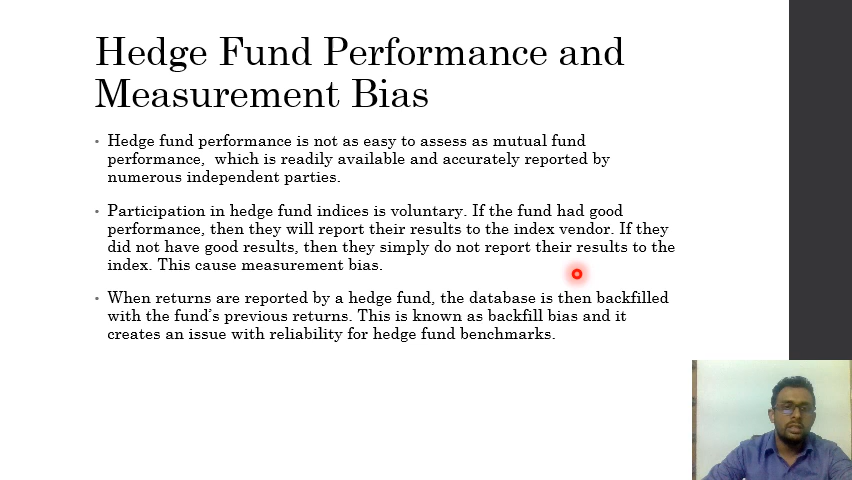 Hedge Fund Performance and
Measurement Bias
• Hedge fund performance is not as easy to assess as mutual fund
performance,  which is readily available and accurately reported by
numerous independent parties.
• Participation in hedge fund indices is voluntary. If the fund had good
performance, then they will report their results to the index vendor. If they
did not have good results, then they simply do not report their results to the
index. This cause measurement bias.
• When returns are reported by a hedge fund, the database is then backfilled
with the fund’s previous returns. This is known as backfill bias and it
creates an issue with reliability for hedge fund benchmarks.